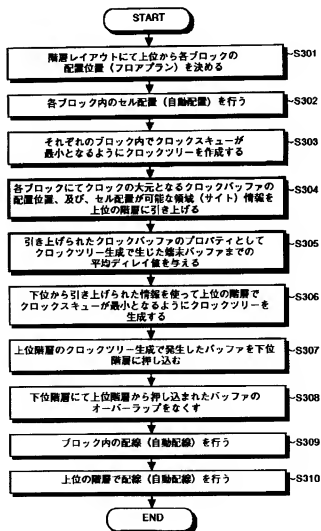 START
階層レイアウトにて上位から各ブロックの
配置位置（フロアプラン）を決める
S301
各ブロック内のセル配置（自動配置）を行う
S302
それぞれのブロック内でクロックスキューが
最小となるようにクロックツリーを作成する
S303
各ブロックにてクロックの大元となるクロックバッファの
配置位置、及び、セル配置が可能な領域（サイト）情報を
上位の階層に引き上げる
S304
引き上げられたクロックバッファのプロパティとして
クロックツリー生成で生じた端末バッファまでの
平均ディレイ値を与える
S305
下位から引き上げられた情報を使って上位の階層で
クロックスキューが最小となるようにクロックツリーを
生成する
S306
上位階層のクロックツリー生成で発生したバッファを下位
階層に押し込む
S307
下位階層にて上位階層から押し込まれたバッファの
オーバーラップをなくす
S308
ブロック内の配線（自動配線）を行う
S309
上位の階層で配線（自動配線）を行う
S310
END